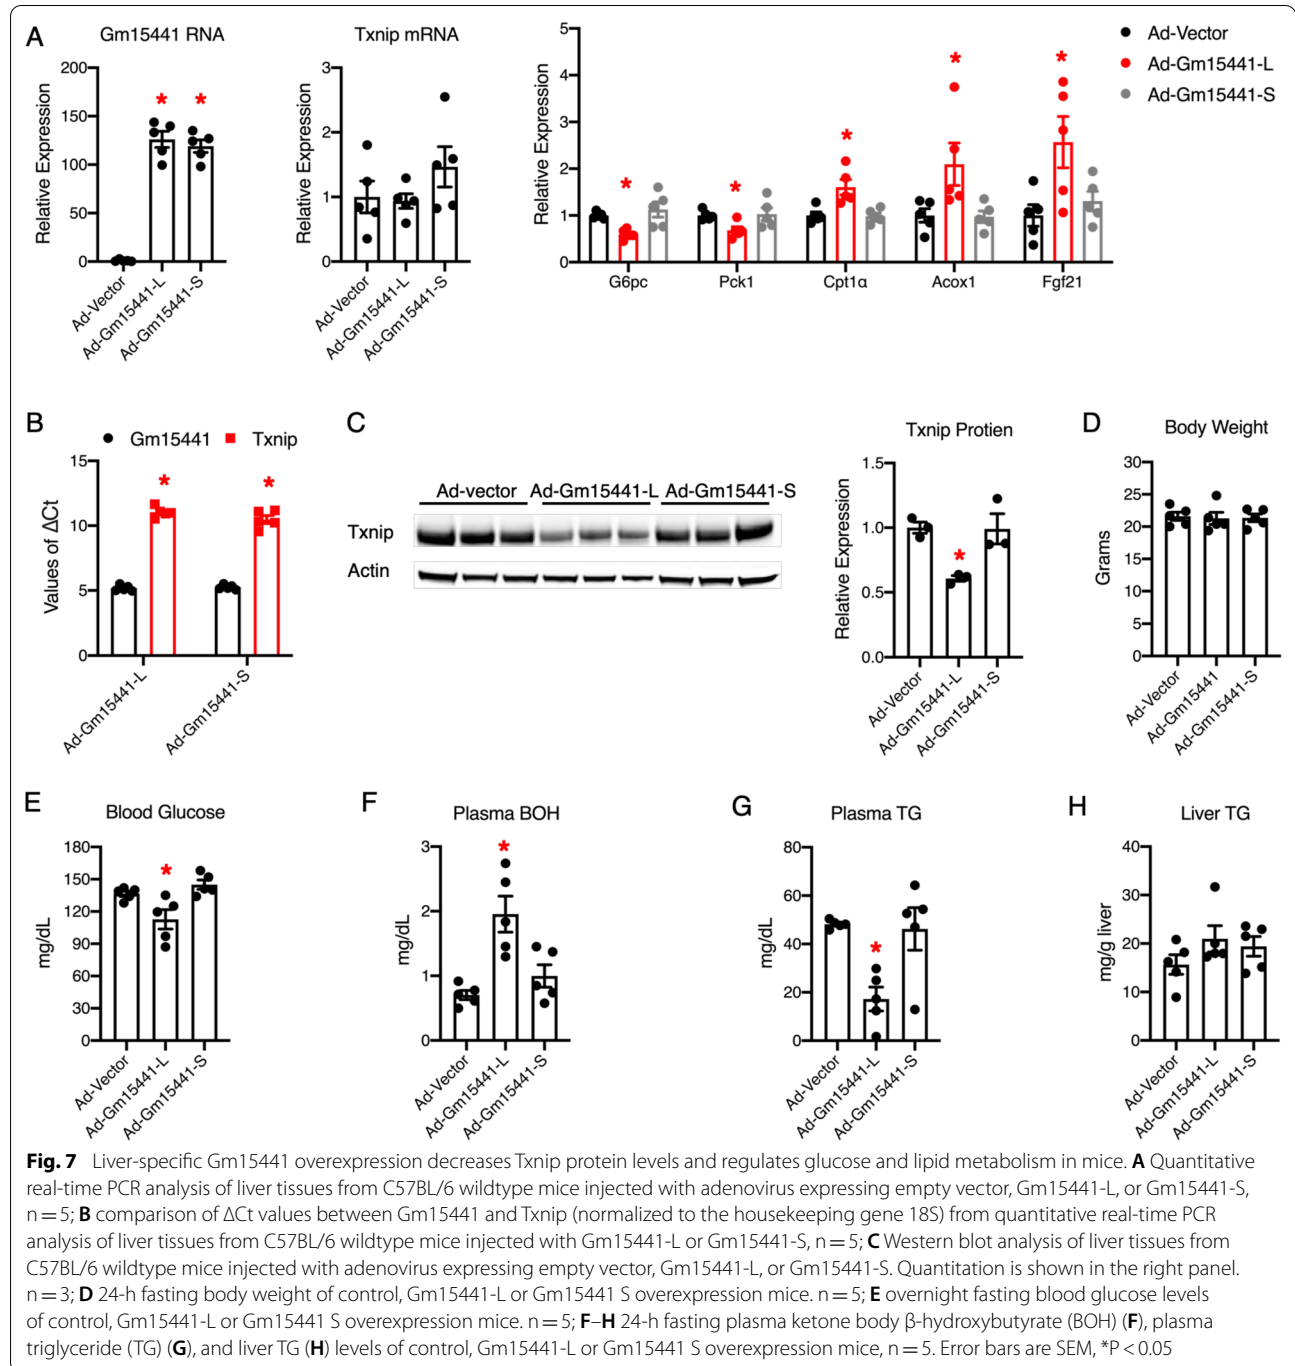 A
Gm15441 RNA
Relative Expression
200
150
100
50
0
*
*
Ad-Vector
Ad-Gm15441-L
Ad-Gm15441-S
Txnip mRNA
Relative Expression
3
2
1
0
Ad-Vector
Ad-Gm15441-L
Ad-Gm15441-S
Relative Expression
5
4
3
2
1
0
*
*
*
*
*
G6pc
Pck1
Cpt1α
Acox1
Fgf21
Ad-Vector
Ad-Gm15441-L
Ad-Gm15441-S
B
Gm15441
Txnip
Values of ΔCt
15
10
5
0
*
*
Ad-Gm15441-L
Ad-Gm15441-S
C
Ad-vector
Ad-Gm15441-L
Ad-Gm15441-S
Txnip
Actin
Txnip Protien
Relative Expression
1.5
1.0
0.5
0.0
*
Ad-Vector
Ad-Gm15441-L
Ad-Gm15441-S
D
Body Weight
Grams
30
25
20
15
10
5
0
Ad-Vector
Ad-Gm15441
Ad-Gm15441-S
E
Blood Glucose
mg/dL
180
150
120
90
60
30
0
*
Ad-Vector
Ad-Gm15441-L
Ad-Gm15441-S
F
Plasma BOH
mg/dL
3
2
1
0
*
Ad-Vector
Ad-Gm15441-L
Ad-Gm15441-S
G
Plasma TG
mg/dL
80
60
40
20
0
*
Ad-Vector
Ad-Gm15441-L
Ad-Gm15441-S
H
Liver TG
mg/g liver
40
30
20
10
0
Ad-Vector
Ad-Gm15441-L
Ad-Gm15441-S
Fig. 7 Liver-specific Gm15441 overexpression decreases Txnip protein levels and regulates glucose and lipid metabolism in mice. A Quantitative
real-time PCR analysis of liver tissues from C57BL/6 wildtype mice injected with adenovirus expressing empty vector, Gm15441-L, or Gm15441-S,
n = 5; B comparison of ΔCt values between Gm15441 and Txnip (normalized to the housekeeping gene 18S) from quantitative real-time PCR
analysis of liver tissues from C57BL/6 wildtype mice injected with Gm15441-L or Gm15441-S, n = 5; C Western blot analysis of liver tissues from
C57BL/6 wildtype mice injected with adenovirus expressing empty vector, Gm15441-L, or Gm15441-S. Quantitation is shown in the right panel.
n = 3; D 24-h fasting body weight of control, Gm15441-L or Gm15441 S overexpression mice. n = 5; E overnight fasting blood glucose levels
of control, Gm15441-L or Gm15441 S overexpression mice. n = 5; F–H 24-h fasting plasma ketone body β-hydroxybutyrate (BOH) (F), plasma
triglyceride (TG) (G), and liver TG (H) levels of control, Gm15441-L or Gm15441 S overexpression mice, n = 5. Error bars are SEM, *P < 0.05